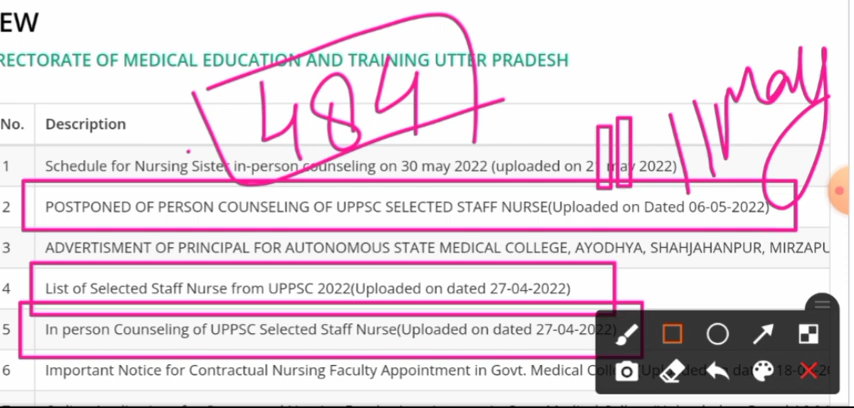 EW
RECTORATE OF MEDICAL EDUCATION AND TRAINING UTTER PRADESH
484
11 may
No. Description
1 Schedule for Nursing Sister in-person counseling on 30 may 2022 (uploaded on 21 may 2022)
2 POSTPONED OF PERSON COUNSELING OF UPPSC SELECTED STAFF NURSE(Uploaded on Dated 06-05-2022)
3 ADVERTISMENT OF PRINCIPAL FOR AUTONOMOUS STATE MEDICAL COLLEGE, AYODHYA, SHAHJAHANPUR, MIRZAPU
4 List of Selected Staff Nurse from UPPSC 2022(Uploaded on dated 27-04-2022)
5 In person Counseling of UPPSC Selected Staff Nurse(Uploaded on dated 27-04-2022)
6 Important Notice for Contractual Nursing Faculty Appointment in Govt. Medical